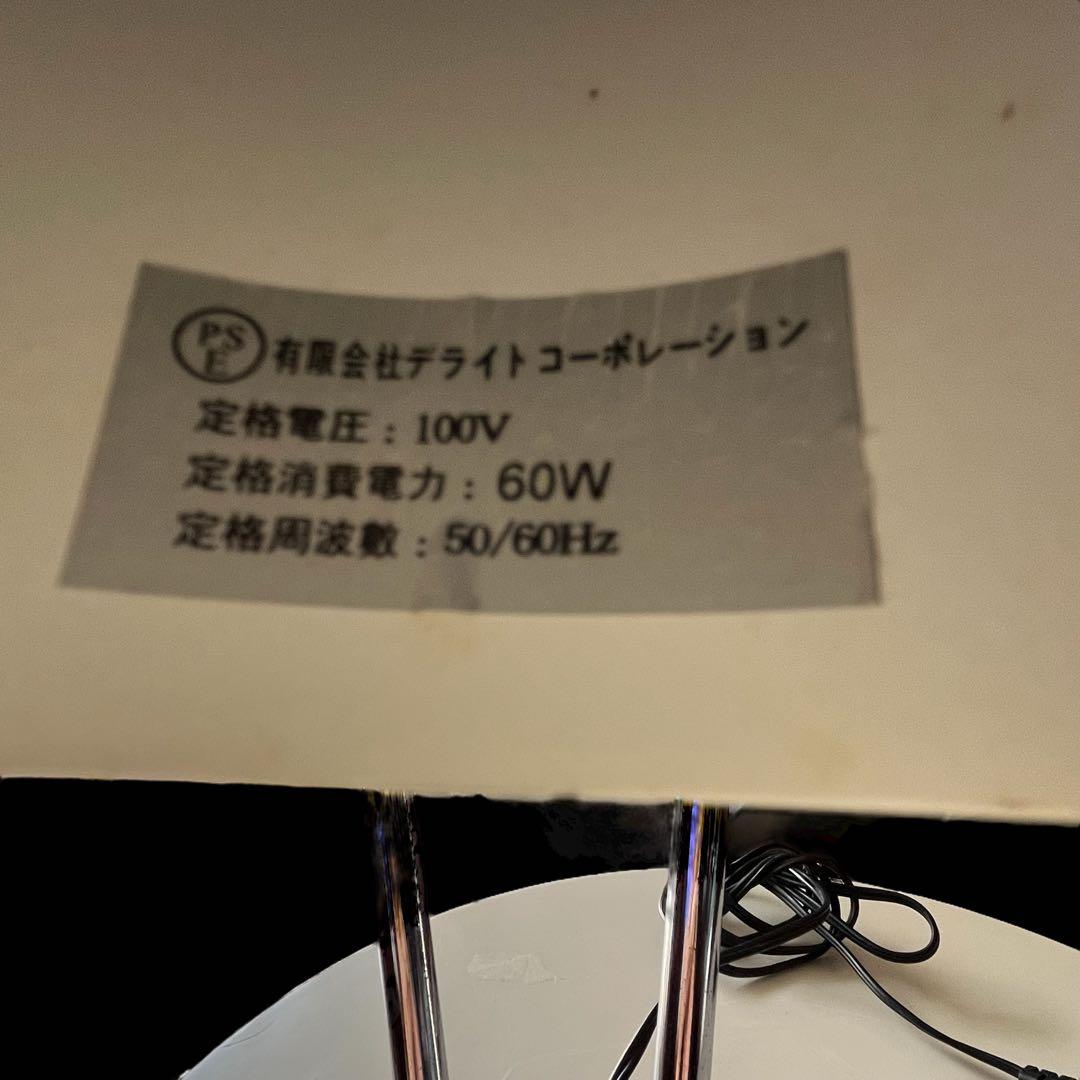 PSE 有限会社デライトコーポレーション
定格電圧：100V
定格消費電力：60W
定格周波數：50/60Hz